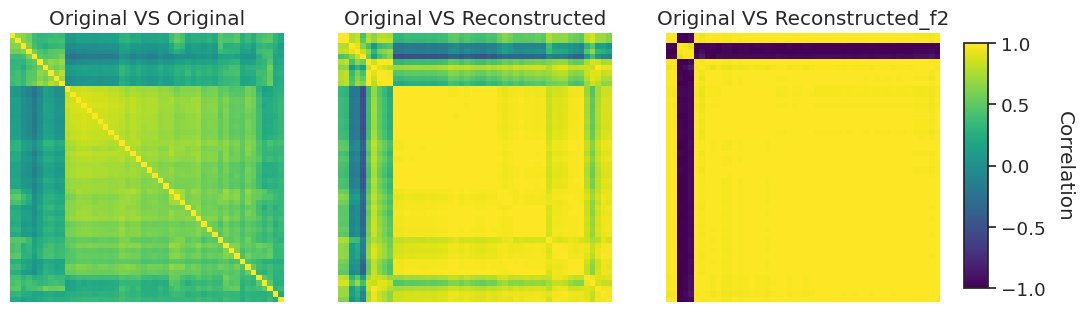 Original VS Original
Original VS Reconstructed
Original VS Reconstructed_f2
1.0
0.5
0.0
−0.5
−1.0
Correlation